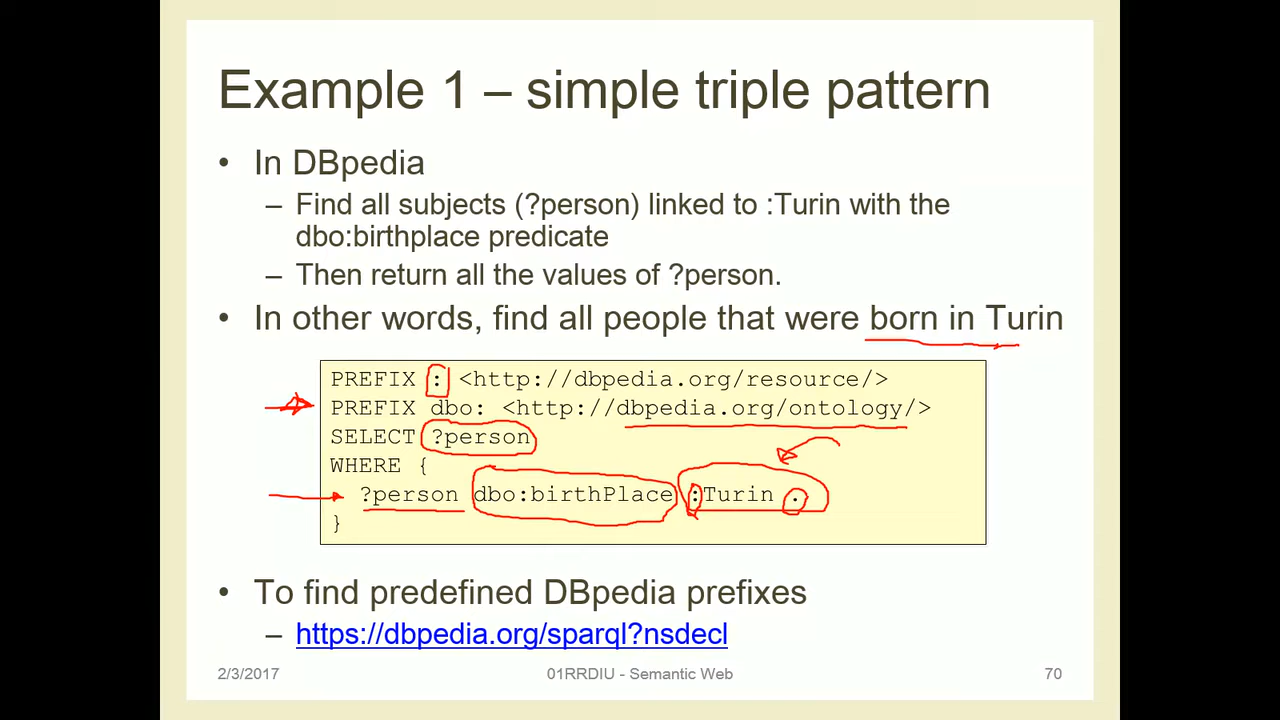 Example 1 – simple triple pattern
• In DBpedia
– Find all subjects (?person) linked to :Turin with the
dbo:birthplace predicate
– Then return all the values of ?person.
• In other words, find all people that were born in Turin
PREFIX : <http://dbpedia.org/resource/>
PREFIX dbo: <http://dbpedia.org/ontology/>
SELECT ?person
WHERE {
?person dbo:birthPlace :Turin .
}
• To find predefined DBpedia prefixes
– https://dbpedia.org/sparql?nsdecl
2/3/2017 01RRDIU - Semantic Web 70